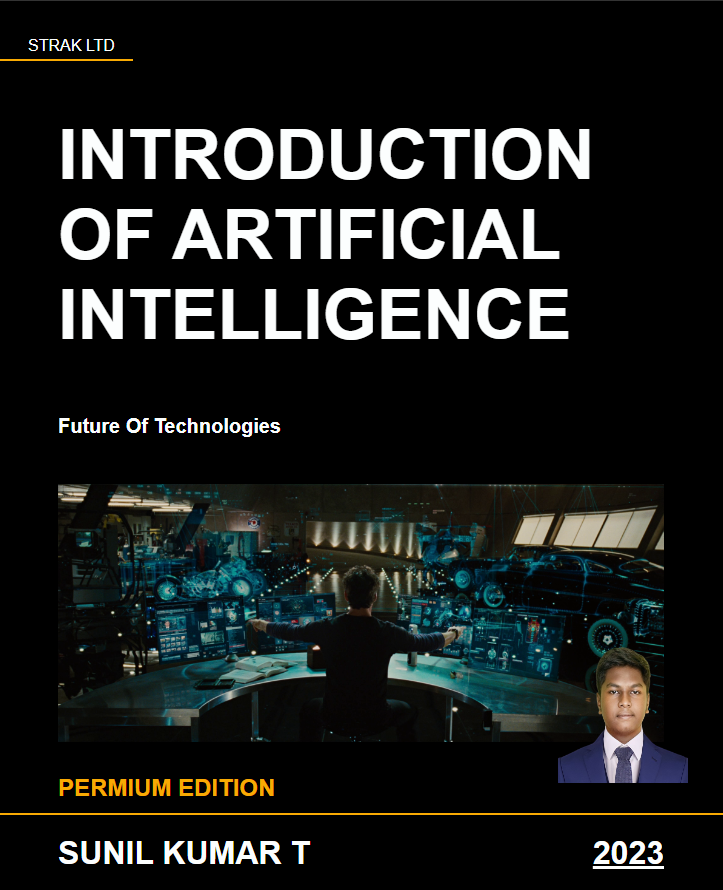 STRAK LTD
INTRODUCTION
OF ARTIFICIAL
INTELLIGENCE
Future Of Technologies
PERMIUM EDITION
SUNIL KUMAR T
2023